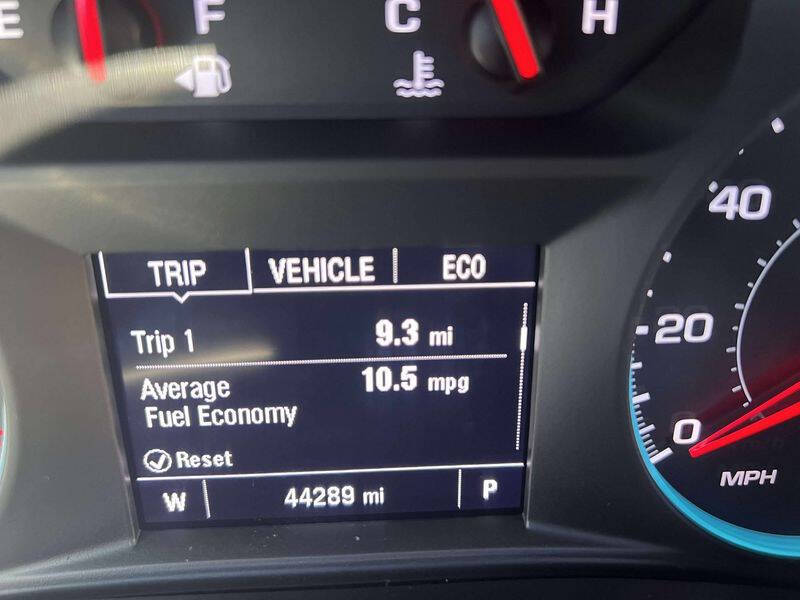 E F C H
TRIP VEHICLE ECO
Trip 1 9.3 mi
Average 10.5 mpg
Fuel Economy
Reset
W 44289 mi P
40
20
0
MPH